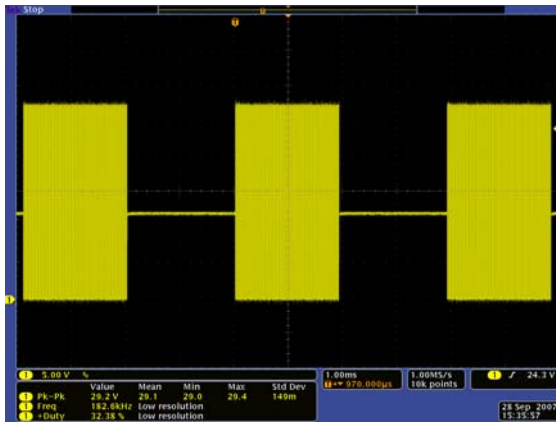 Stop
T
1
1 5.00 V
1.00ms
T 970.000µs
1.00MS/s
10k points
1 24.3 V
Value Mean Min Max Std Dev
1 Pk-Pk 29.2 V 29.1 29.0 29.4 149m
1 Freq 182.6kHz Low resolution
1 +Duty 32.38 % Low resolution
28 Sep 2007
15:35:57